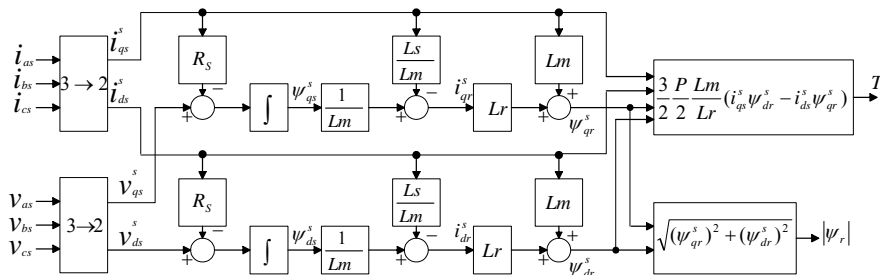 i_as
i_bs
i_cs
3 → 2
i^s_qs
i^s_ds
R_S
−
+
∫
ψ^s_qs
1/Lm
Ls/Lm
−
+
i^s_qr
Lr
Lm
+
+
ψ^s_qr
3/2 P/2 Lm/Lr (i^s_qs ψ^s_dr − i^s_ds ψ^s_qr)
T
v_as
v_bs
v_cs
3→2
v^s_qs
v^s_ds
R_S
−
+
∫
ψ^s_ds
1/Lm
Ls/Lm
−
+
i^s_dr
Lr
Lm
+
+
ψ^s_dr
√((ψ^s_qr)^2 + (ψ^s_dr)^2)
|ψ_r|